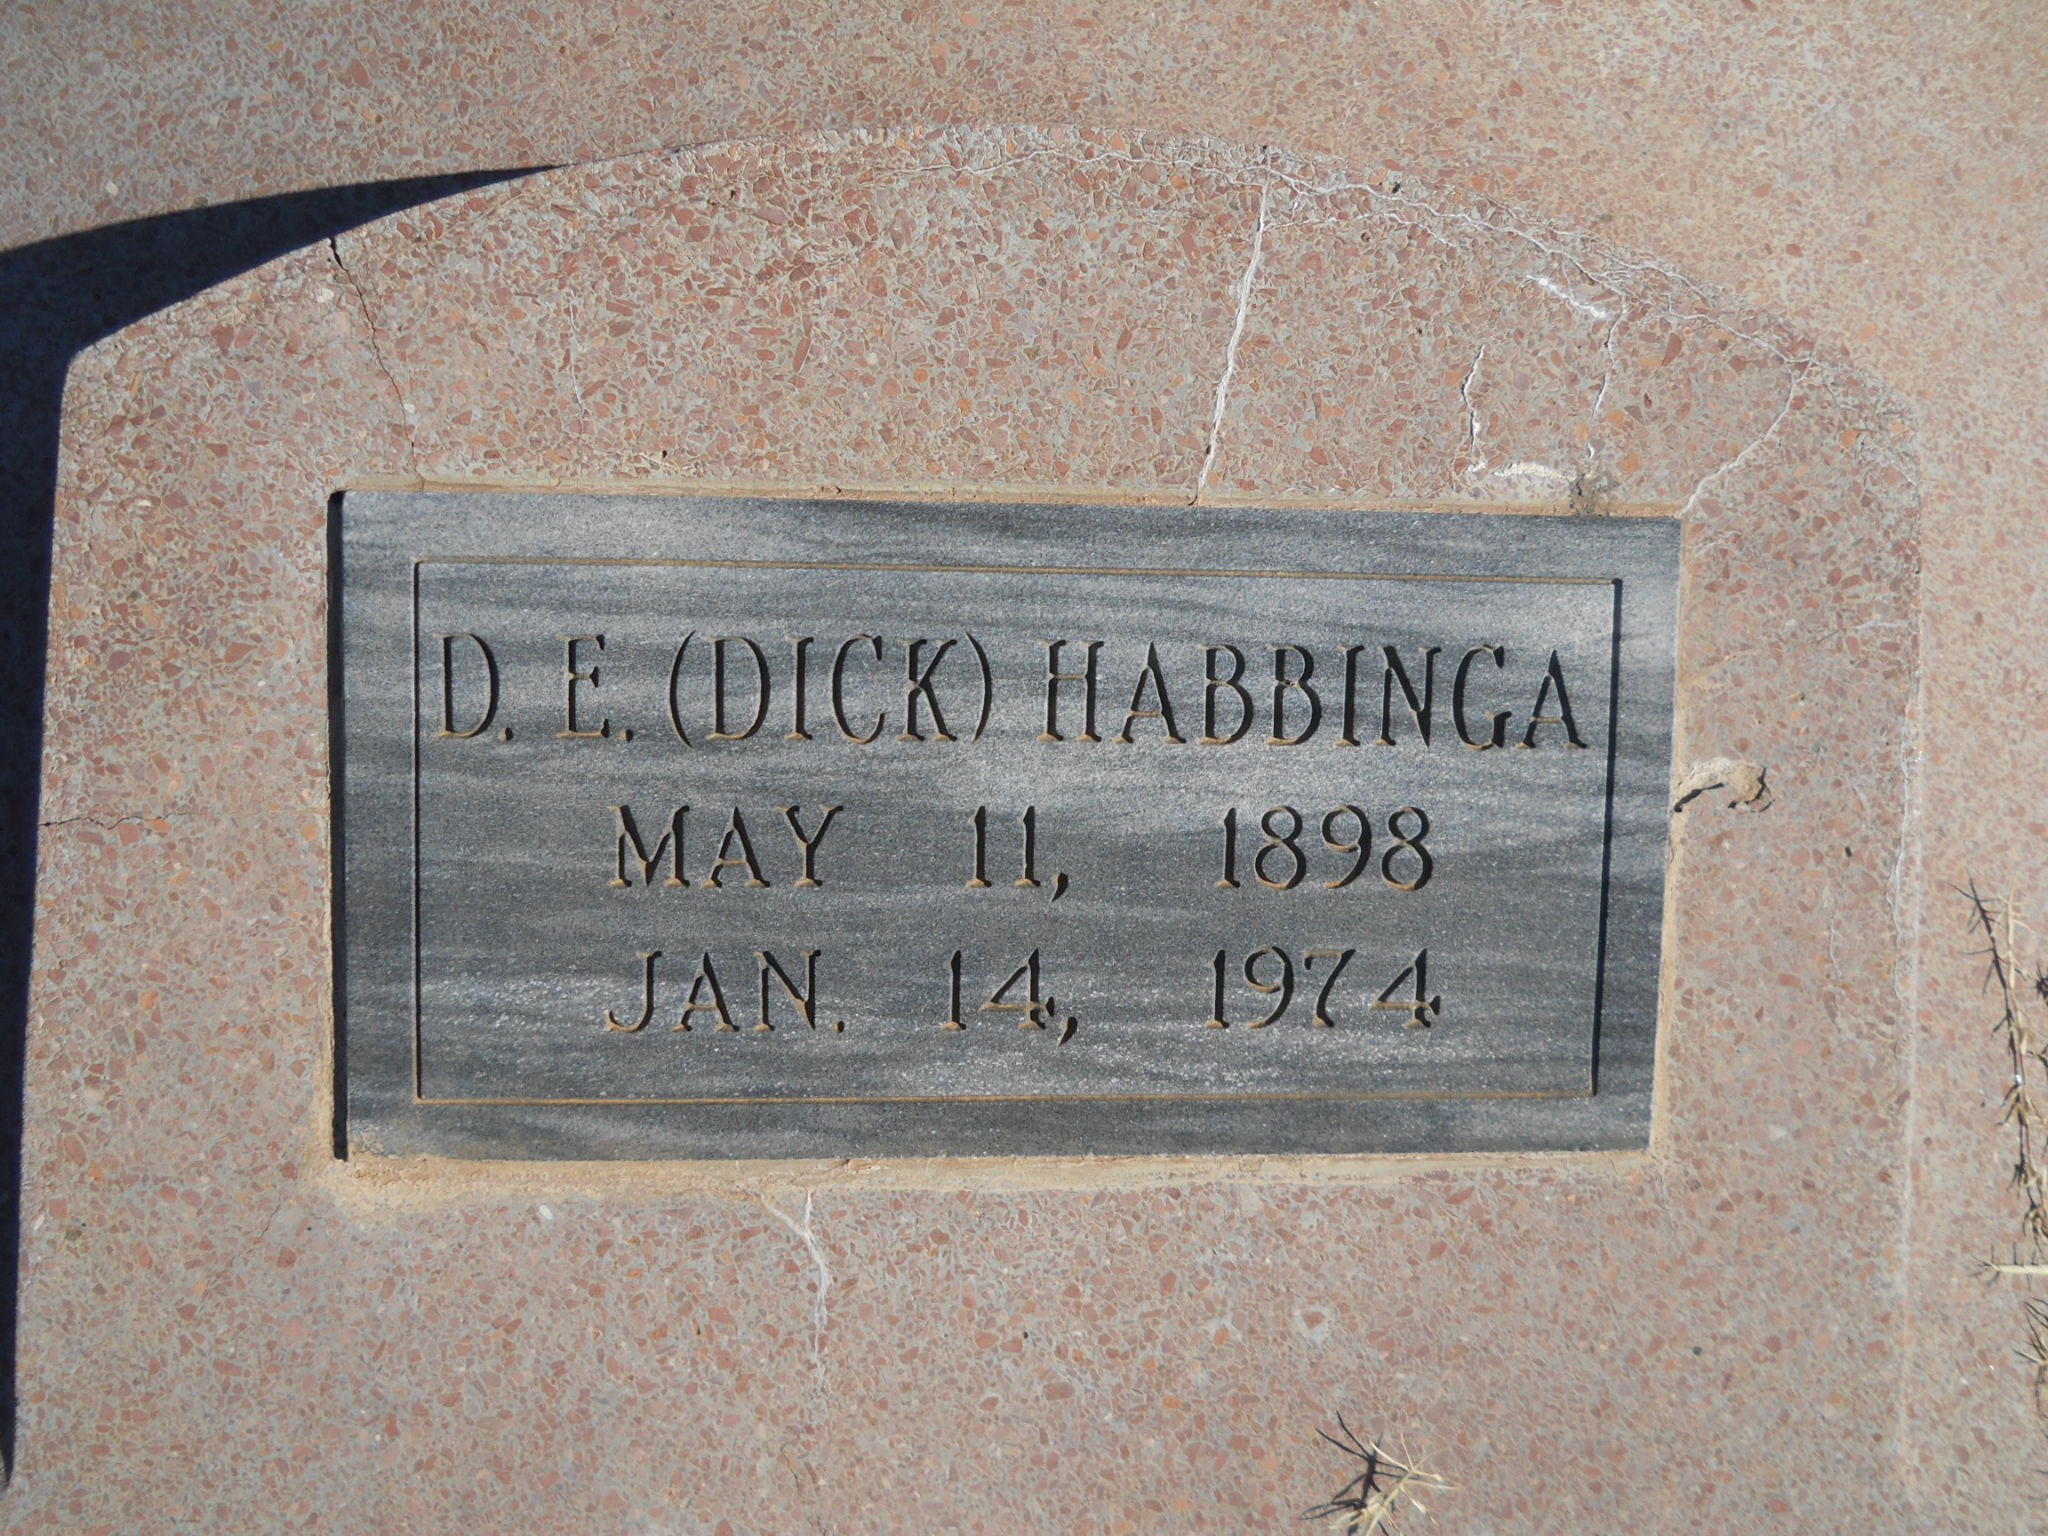 D. E. (DICK) HABBINGA
MAY 11, 1898
JAN. 14, 1974